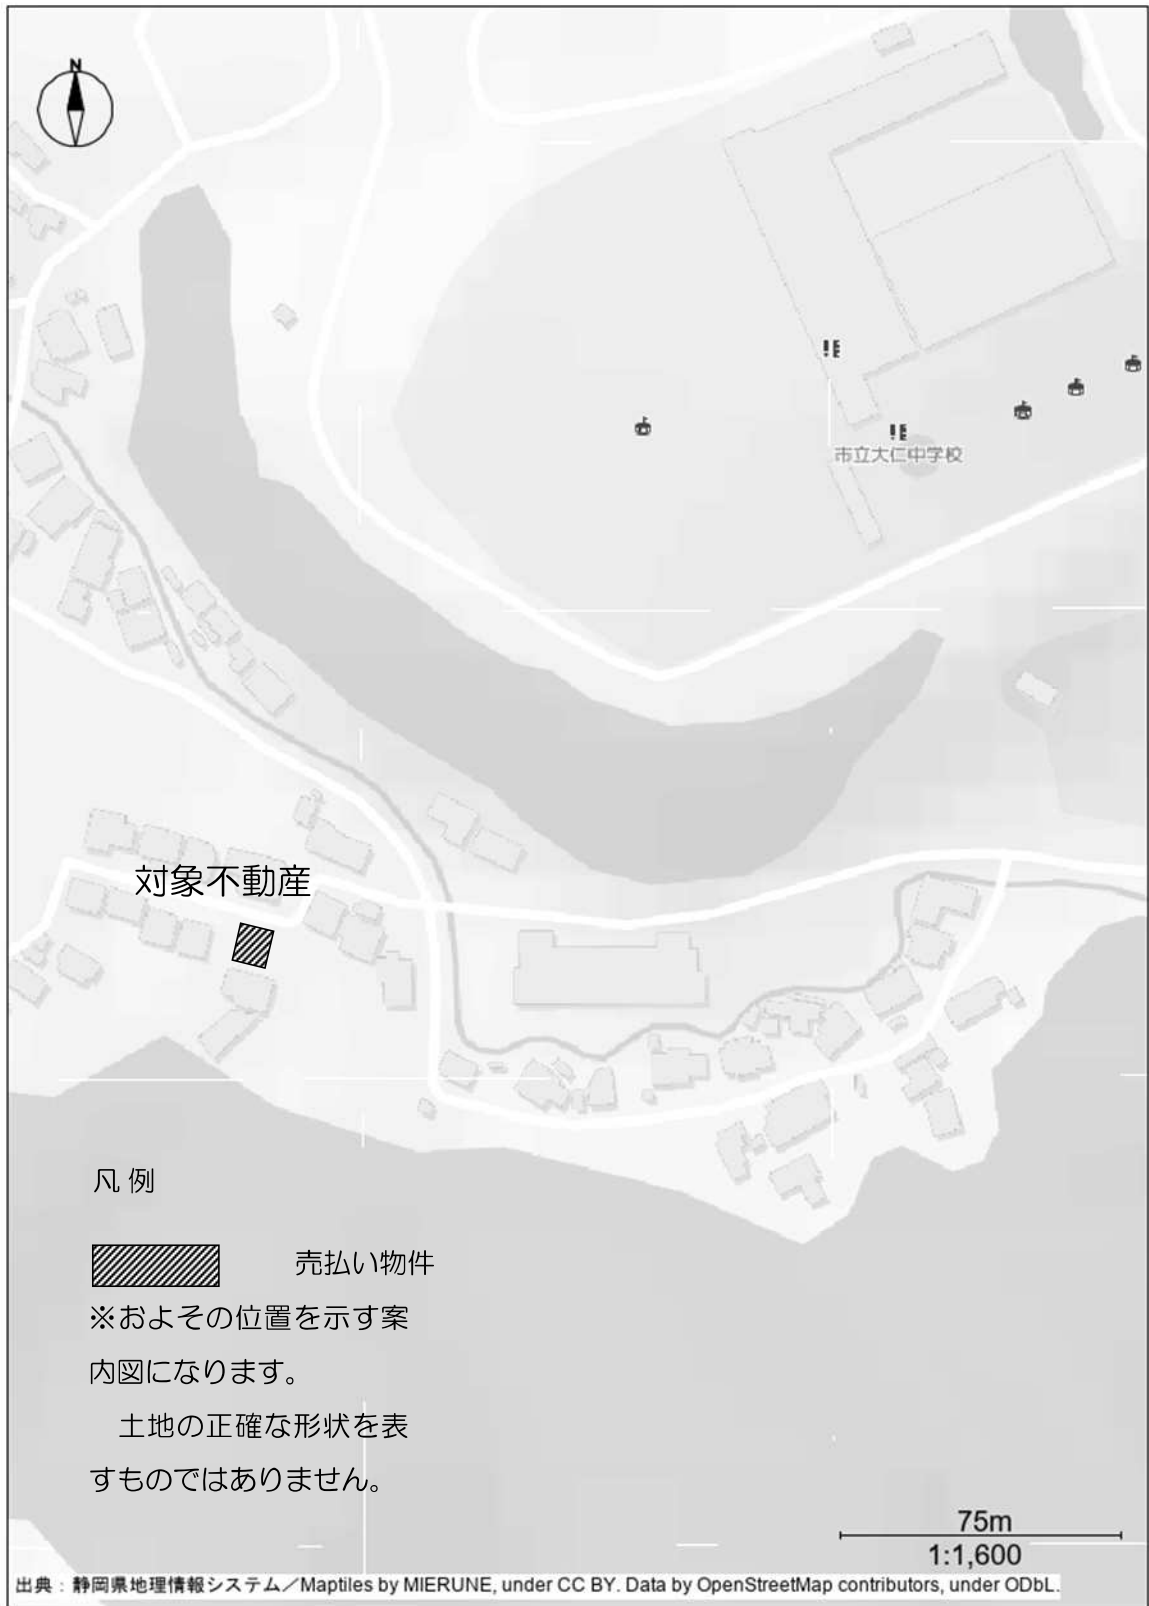 N
市立大仁中学校
対象不動産
凡 例
売払い物件
※およその位置を示す案
内図になります。
　土地の正確な形状を表
すものではありません。
75m
1:1,600
出典：静岡県地理情報システム／Maptiles by MIERUNE, under CC BY. Data by OpenStreetMap contributors, under ODbL.